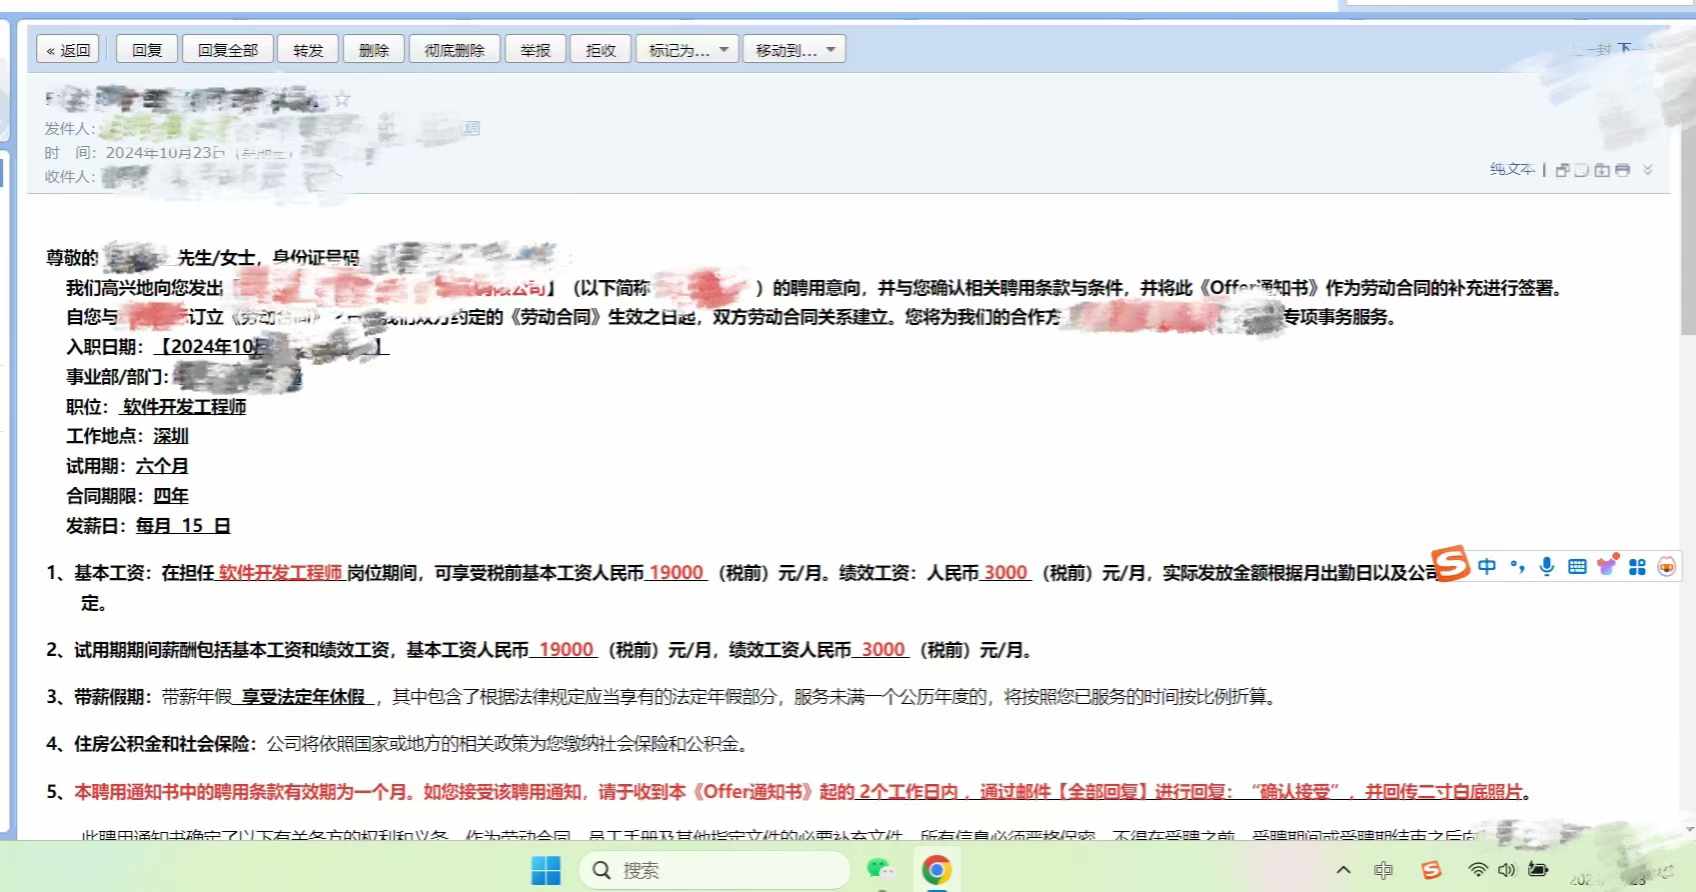 « 返回 回复 回复全部 转发 删除 彻底删除 举报 拒收 标记为... 移动到...
发件人：
时 间： 2024年10月23日
收件人：
纯文本 |
尊敬的 先生/女士，身份证号码
我们高兴地向您发出 有限公司】（以下简称 ）的聘用意向，并与您确认相关聘用条款与条件，并将此《Offer通知书》作为劳动合同的补充进行签署。
自您与 订立《劳动合同》 我们双方约定的《劳动合同》生效之日起，双方劳动合同关系建立。您将为我们的合作方 专项事务服务。
入职日期：【2024年10月 】
事业部/部门：
职位： 软件开发工程师
工作地点：深圳
试用期：六个月
合同期限：四年
发薪日：每月 15 日
1、基本工资：在担任 软件开发工程师 岗位期间，可享受税前基本工资人民币 19000 （税前）元/月。绩效工资：人民币 3000 （税前）元/月，实际发放金额根据月出勤日以及公司
定。
2、试用期期间薪酬包括基本工资和绩效工资，基本工资人民币 19000 （税前）元/月，绩效工资人民币 3000 （税前）元/月。
3、带薪假期：带薪年假 享受法定年休假 ，其中包含了根据法律规定应当享有的法定年假部分，服务未满一个公历年度的，将按照您已服务的时间按比例折算。
4、住房公积金和社会保险：公司将依照国家或地方的相关政策为您缴纳社会保险和公积金。
5、本聘用通知书中的聘用条款有效期为一个月。如您接受该聘用通知，请于收到本《Offer通知书》起的 2个工作日内 ，通过邮件【全部回复】进行回复：“确认接受”，并回传二寸白底照片。
此聘用通知书确定了以下有关各方的权利和义务，作为劳动合同、员工手册及其他指定文件的必要补充文件，所有信息必须严格保密，不得在受聘之前、受聘期间或受聘期结束之后向
S 中
搜索
中 S